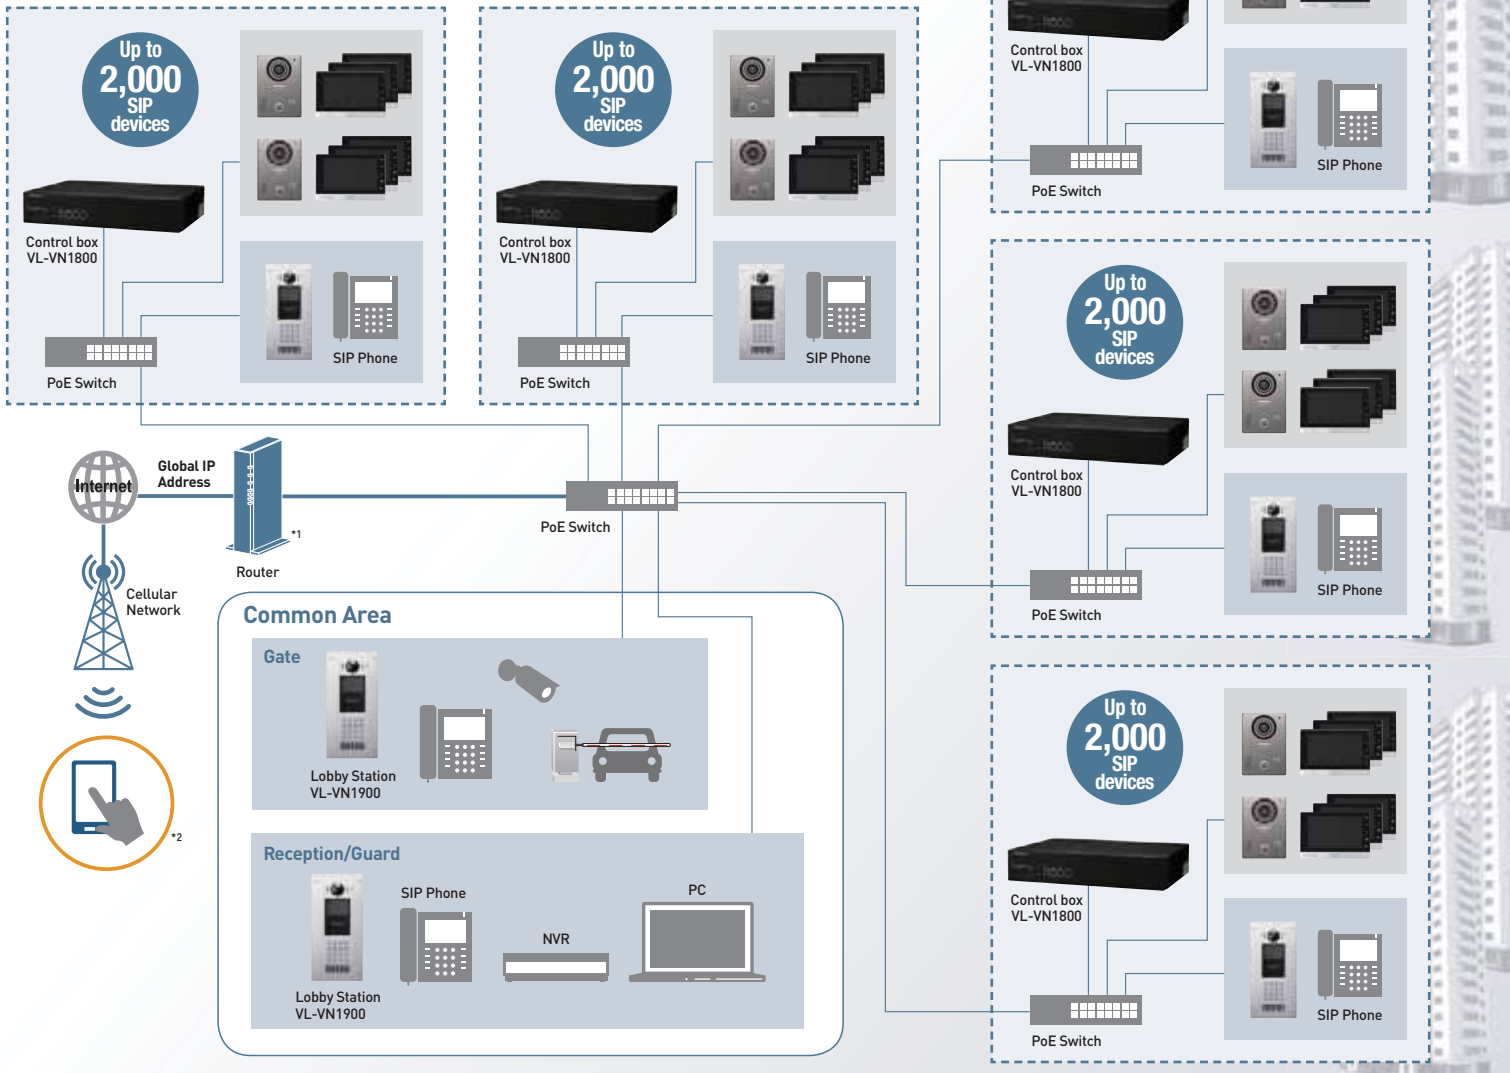 Up to
2,000
SIP
devices
Control box
VL-VN1800
SIP Phone
PoE Switch
Up to
2,000
SIP
devices
Control box
VL-VN1800
SIP Phone
PoE Switch
Control box
VL-VN1800
SIP Phone
PoE Switch
Up to
2,000
SIP
devices
Control box
VL-VN1800
SIP Phone
PoE Switch
Up to
2,000
SIP
devices
Control box
VL-VN1800
SIP Phone
PoE Switch
Internet
Global IP
Address
*1
Router
PoE Switch
Cellular
Network
*2
Common Area
Gate
Lobby Station
VL-VN1900
Reception/Guard
SIP Phone
NVR
PC
Lobby Station
VL-VN1900